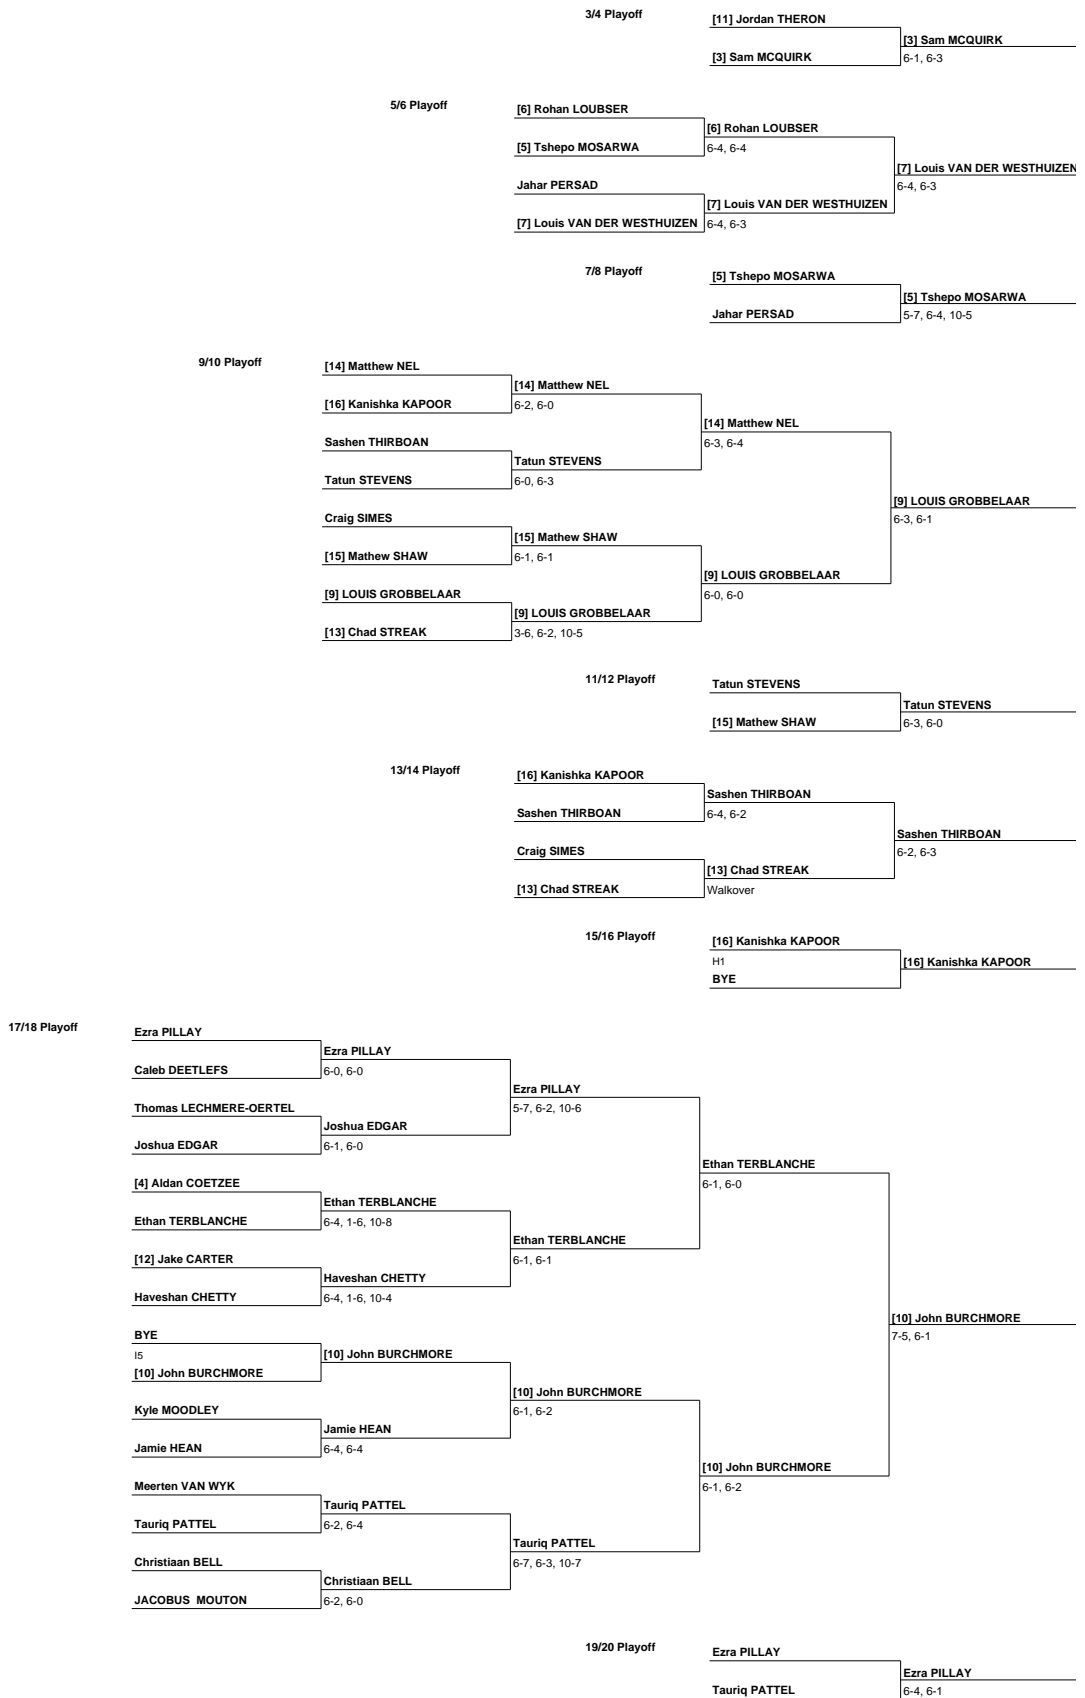 3/4 Playoff
[11] Jordan THERON
[3] Sam MCQUIRK
[3] Sam MCQUIRK
6-1, 6-3
5/6 Playoff
[6] Rohan LOUBSER
[6] Rohan LOUBSER
[5] Tshepo MOSARWA
6-4, 6-4
[7] Louis VAN DER WESTHUIZEN
Jahar PERSAD
6-4, 6-3
[7] Louis VAN DER WESTHUIZEN
[7] Louis VAN DER WESTHUIZEN
6-4, 6-3
7/8 Playoff
[5] Tshepo MOSARWA
[5] Tshepo MOSARWA
Jahar PERSAD
5-7, 6-4, 10-5
9/10 Playoff
[14] Matthew NEL
[14] Matthew NEL
[16] Kanishka KAPOOR
6-2, 6-0
[14] Matthew NEL
Sashen THIRBOAN
6-3, 6-4
Tatun STEVENS
Tatun STEVENS
6-0, 6-3
[9] LOUIS GROBBELAAR
Craig SIMES
6-3, 6-1
[15] Mathew SHAW
[15] Mathew SHAW
6-1, 6-1
[9] LOUIS GROBBELAAR
[9] LOUIS GROBBELAAR
6-0, 6-0
[9] LOUIS GROBBELAAR
[13] Chad STREAK
3-6, 6-2, 10-5
11/12 Playoff
Tatun STEVENS
Tatun STEVENS
[15] Mathew SHAW
6-3, 6-0
13/14 Playoff
[16] Kanishka KAPOOR
Sashen THIRBOAN
Sashen THIRBOAN
6-4, 6-2
Sashen THIRBOAN
Craig SIMES
6-2, 6-3
[13] Chad STREAK
[13] Chad STREAK
Walkover
15/16 Playoff
[16] Kanishka KAPOOR
H1
[16] Kanishka KAPOOR
BYE
17/18 Playoff
Ezra PILLAY
Ezra PILLAY
Caleb DEETLEFS
6-0, 6-0
Ezra PILLAY
Thomas LECHMERE-OERTEL
5-7, 6-2, 10-6
Joshua EDGAR
Joshua EDGAR
6-1, 6-0
Ethan TERBLANCHE
[4] Aldan COETZEE
6-1, 6-0
Ethan TERBLANCHE
Ethan TERBLANCHE
6-4, 1-6, 10-8
Ethan TERBLANCHE
[12] Jake CARTER
6-1, 6-1
Haveshan CHETTY
Haveshan CHETTY
6-4, 1-6, 10-4
[10] John BURCHMORE
BYE
7-5, 6-1
I5
[10] John BURCHMORE
[10] John BURCHMORE
[10] John BURCHMORE
Kyle MOODLEY
6-1, 6-2
Jamie HEAN
Jamie HEAN
6-4, 6-4
[10] John BURCHMORE
Meerten VAN WYK
6-1, 6-2
Tauriq PATTEL
Tauriq PATTEL
6-2, 6-4
Tauriq PATTEL
Christiaan BELL
6-7, 6-3, 10-7
Christiaan BELL
JACOBUS MOUTON
6-2, 6-0
19/20 Playoff
Ezra PILLAY
Ezra PILLAY
Tauriq PATTEL
6-4, 6-1